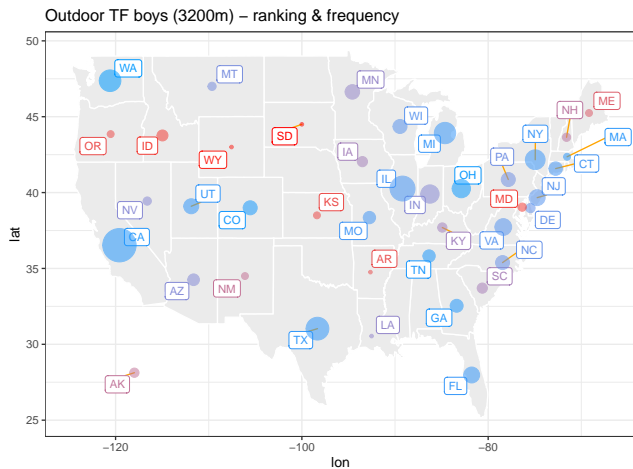 Outdoor TF boys (3200m) − ranking & frequency
50
45
40
35
30
25
lat
WA
MT
MN
ME
NH
OR
ID
WY
SD
WI
MI
NY
MA
IA
PA
CT
NV
UT
CO
KS
MO
IL
IN
OH
MD
NJ
DE
CA
KY
VA
NC
AZ
NM
AR
TN
SC
TX
LA
GA
AK
FL
−120
−100
−80
lon